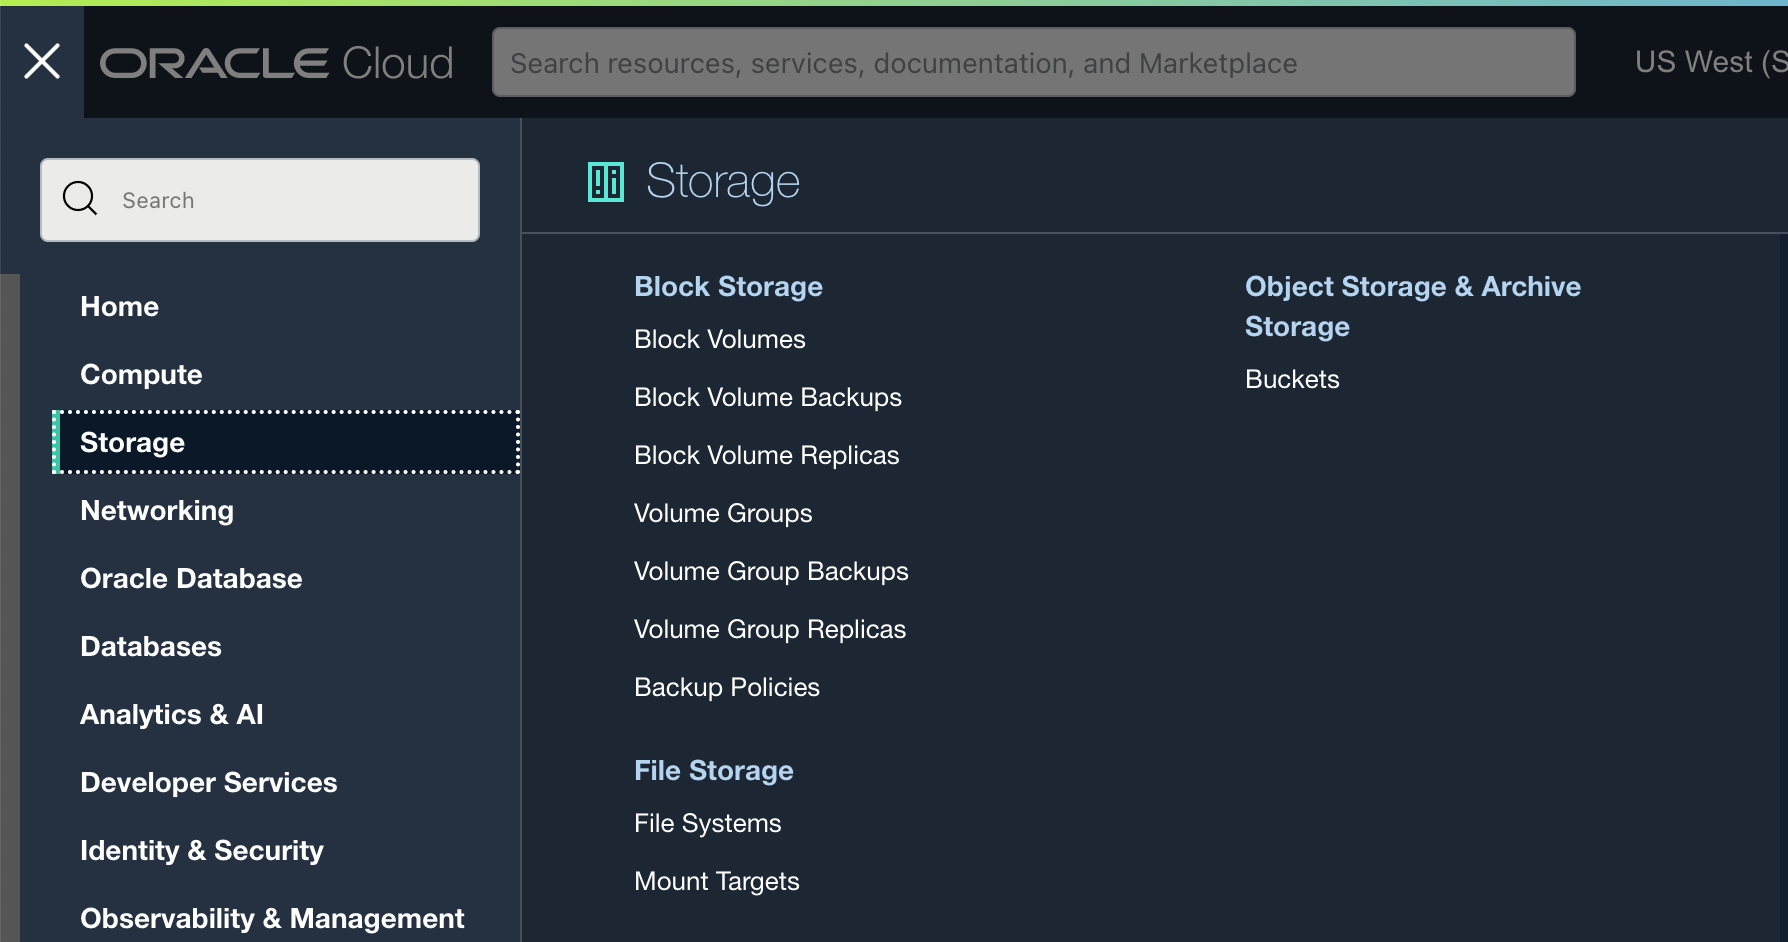 ORACLE Cloud
Search resources, services, documentation, and Marketplace
US West (S
Search
Home
Compute
Storage
Networking
Oracle Database
Databases
Analytics & AI
Developer Services
Identity & Security
Observability & Management
Storage
Block Storage
Block Volumes
Block Volume Backups
Block Volume Replicas
Volume Groups
Volume Group Backups
Volume Group Replicas
Backup Policies
File Storage
File Systems
Mount Targets
Object Storage & Archive
Storage
Buckets